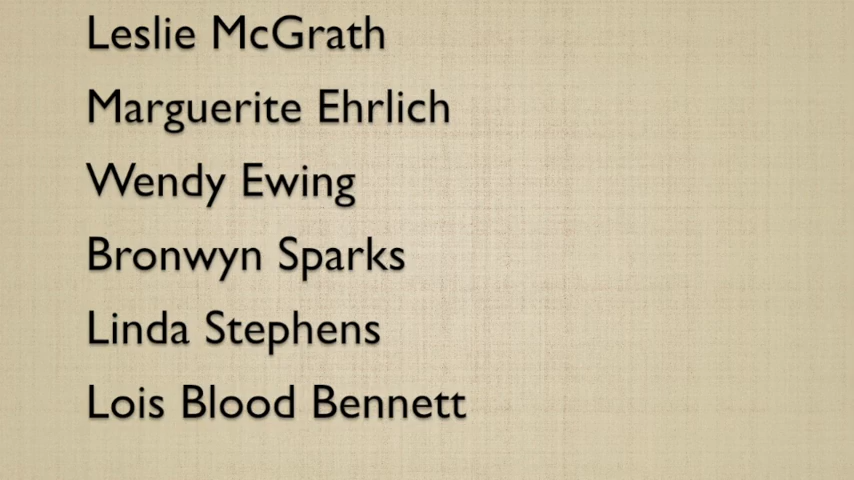 Leslie McGrath
Marguerite Ehrlich
Wendy Ewing
Bronwyn Sparks
Linda Stephens
Lois Blood Bennett